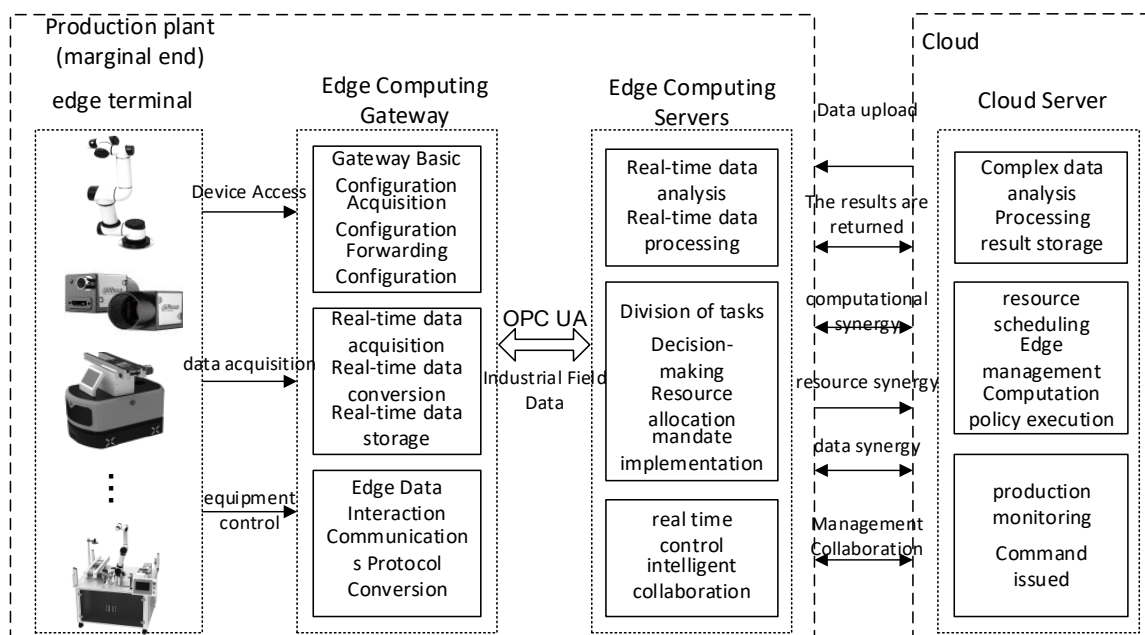 Production plant
(marginal end)
edge terminal
Device Access
data acquisition
equipment
control
Edge Computing
Gateway
Gateway Basic
Configuration
Acquisition
Configuration
Forwarding
Configuration
Real-time data
acquisition
Real-time data
conversion
Real-time data
storage
Edge Data
Interaction
Communication
s Protocol
Conversion
OPC UA
Industrial Field
Data
Edge Computing
Servers
Real-time data
analysis
Real-time data
processing
Division of tasks
Decision-
making
Resource
allocation
mandate
implementation
real time
control
intelligent
collaboration
Data upload
The results are
returned
computational
synergy
resource synergy
data synergy
Management
Collaboration
Cloud
Cloud Server
Complex data
analysis
Processing
result storage
resource
scheduling
Edge
management
Computation
policy execution
production
monitoring
Command
issued